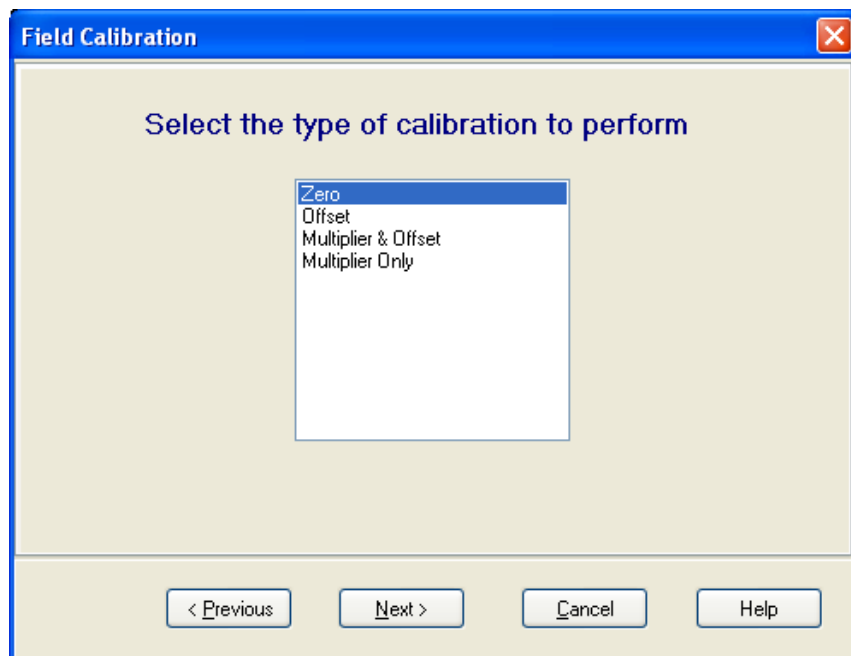 Field Calibration
Select the type of calibration to perform
Zero
Offset
Multiplier & Offset
Multiplier Only
< Previous
Next >
Cancel
Help